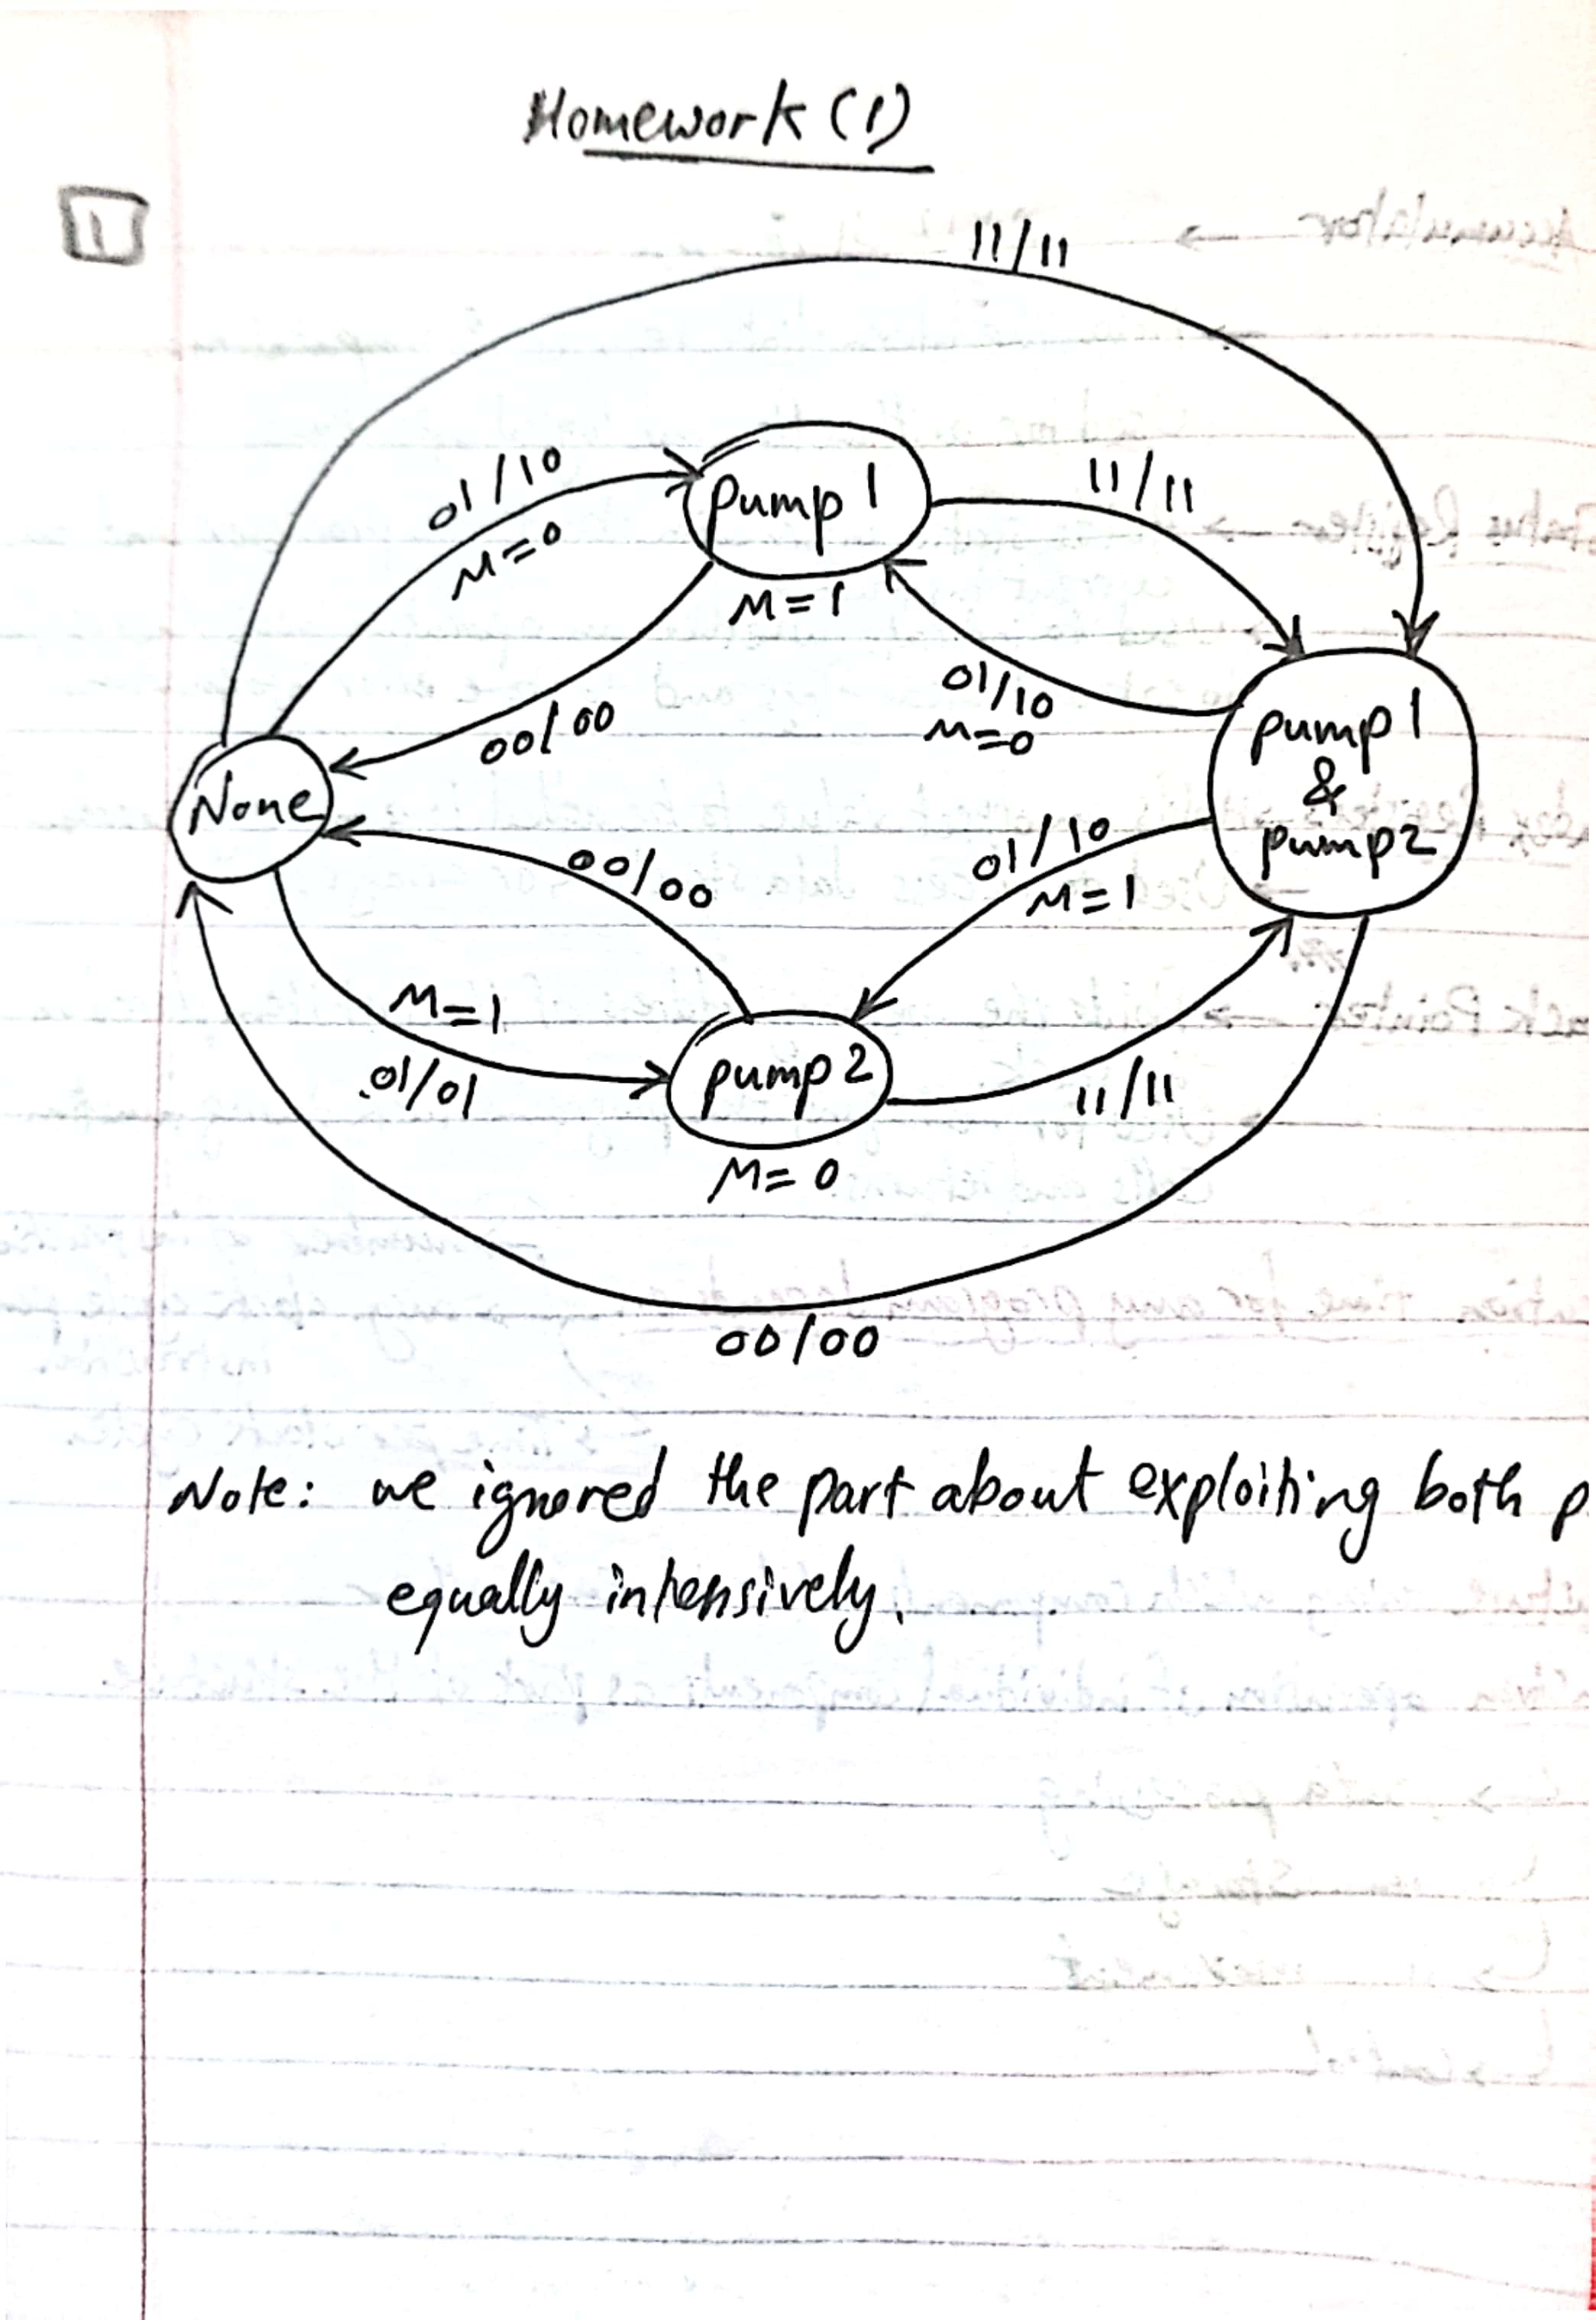 Homework (1)
1
11/11
01/10
M=0
pump 1
M=1
11/11
00/00
01/10
M=0
None
pump 1
&
pump2
00/00
01/10
M=1
M=1
01/01
pump 2
M=0
11/11
00/00
Note: we ignored the part about exploiting both p
equally intensively.